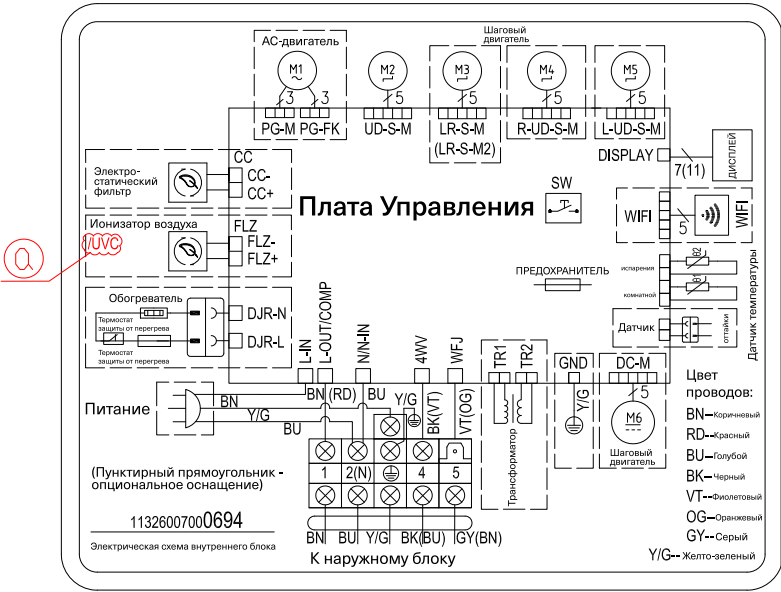 АС-двигатель
Шаговый
двигатель
M1
~
M2
M3
M4
M5
3
3
5
5
5
5
PG-M
PG-FK
UD-S-M
LR-S-M
(LR-S-M2)
R-UD-S-M
L-UD-S-M
DISPLAY
7(11)
ДИСПЛЕЙ
Электро-
статический
фильтр
CC
CC-
CC+
Плата Управления
SW
WIFI
5
WIFI
Ионизатор воздуха
/UVC
a
FLZ
FLZ-
FLZ+
ПРЕДОХРАНИТЕЛЬ
испарения
B2
комнатной
B1
Датчик температуры
Обогреватель
Термостат
защиты от перегрева
Термостат
защиты от перегрева
DJR-N
DJR-L
Датчик
оттайки
L-IN
L-OUT/COMP
N/N-IN
4WV
WFJ
TR1
TR2
GND
DC-M
Питание
BN
Y/G
BU
BN
(RD)
BU
Y/G
BK(VT)
VT(OG)
Y/G
5
M6
Шаговый
двигатель
Трансформатор
1
2(N)
4
5
(Пунктирный прямоугольник -
опциональное оснащение)
11326007000694
Электрическая схема внутреннего блока
BN
BU
Y/G
BK(BU)
GY(BN)
К наружному блоку
Цвет
проводов:
BN–Коричневый
RD--Красный
BU–Голубой
BK–Черный
VT--Фиолетовый
OG–Оранжевый
GY--Серый
Y/G--Желто-зеленый